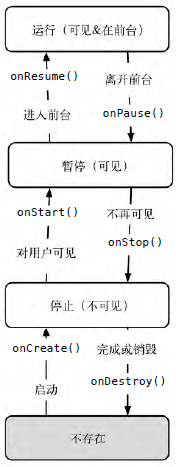 运行（可见&在前台）
onResume()
离开前台
进入前台
onPause()
暂停（可见）
onStart()
不再可见
对用户可见
onStop()
停止（不可见）
onCreate()
完成或销毁
启动
onDestroy()
不存在